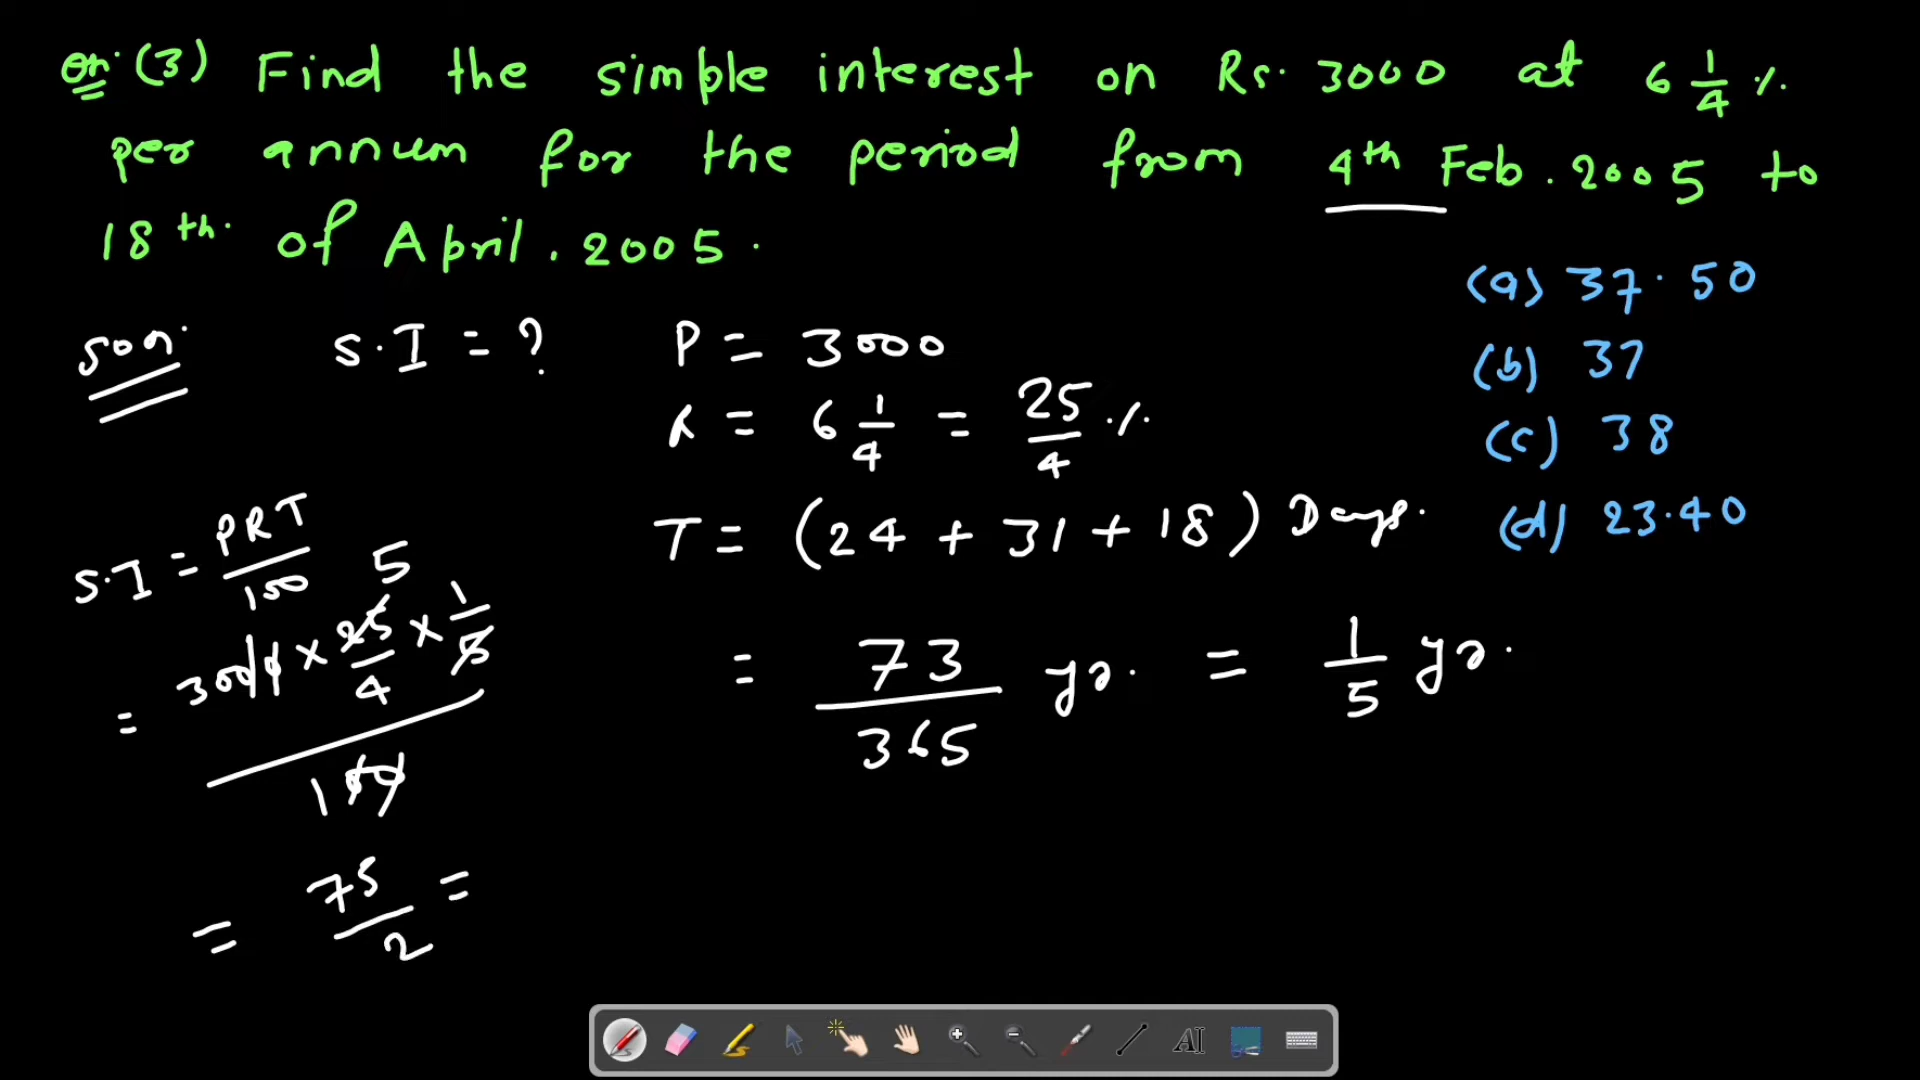 Qn. (3) Find the simple interest on Rs. 3000 at 6 1/4 %
per annum for the period from 4th Feb. 2005 to
18th. of April. 2005.
(a) 37.50
(b) 37
(c) 38
(d) 23.40
Son. S.I = ? P = 3000
R = 6 1/4 = 25/4 %
T = (24 + 31 + 18) Days.
= 73/365 yr. = 1/5 yr.
S.I = PRT/100
5
= 3000 × 25/4 × 1/5
100
= 75/2 =
AI